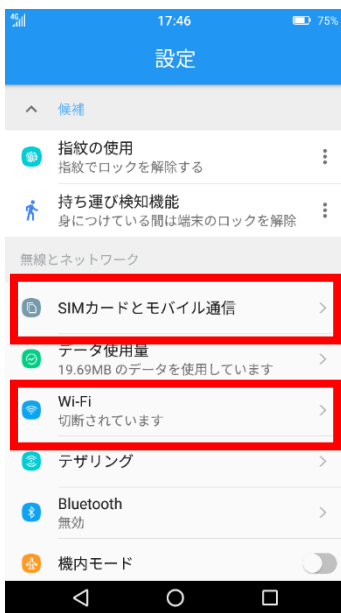 4G 17:46 75%
設定
候補
指紋の使用
指紋でロックを解除する
持ち運び検知機能
身につけている間は端末のロックを解除
無線とネットワーク
SIMカードとモバイル通信
データ使用量
19.69MB のデータを使用しています
Wi-Fi
切断されています
テザリング
Bluetooth
無効
機内モード